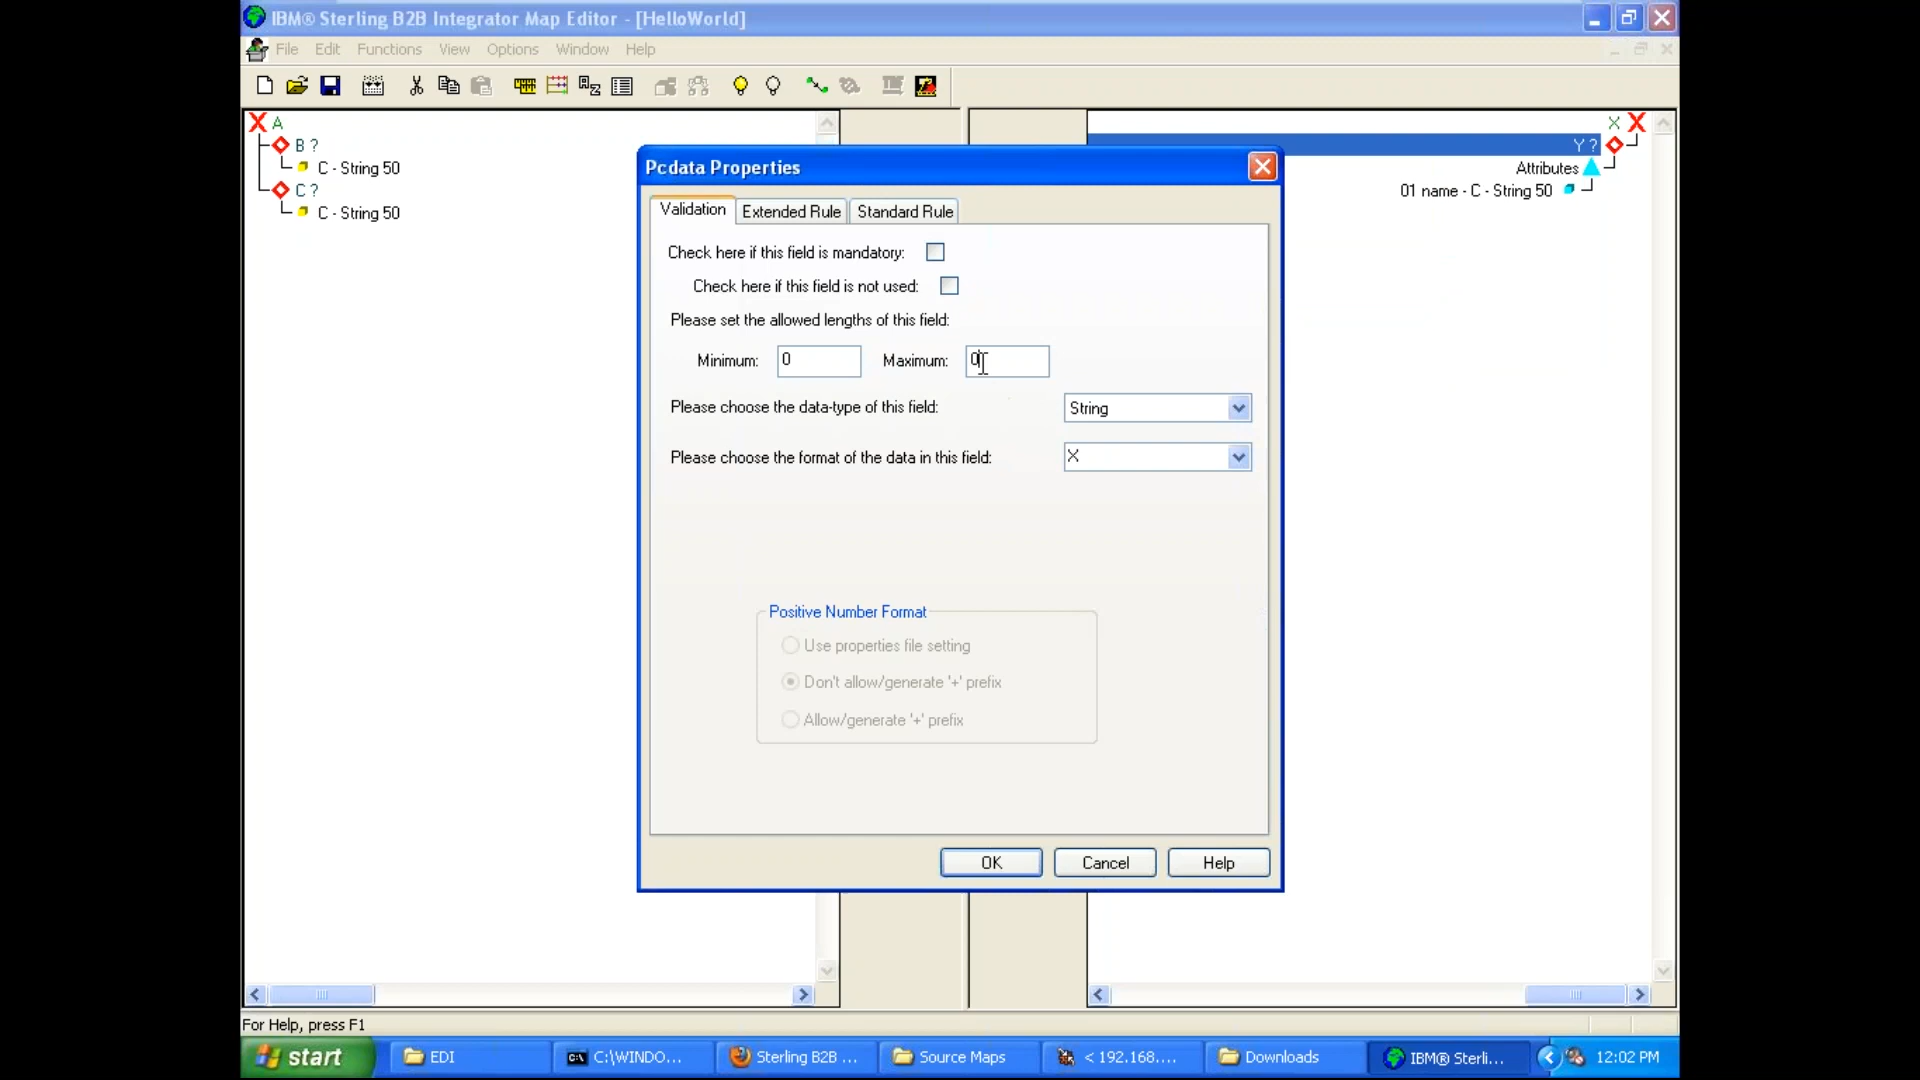 IBM® Sterling B2B Integrator Map Editor - [HelloWorld]
File Edit Functions View Options Window Help
A
B ?
C - String 50
C ?
C - String 50
X
Y ?
Attributes
01 name - C - String 50
Pcdata Properties
Validation Extended Rule Standard Rule
Check here if this field is mandatory:
Check here if this field is not used:
Please set the allowed lengths of this field:
Minimum: 0 Maximum: 0
Please choose the data-type of this field: String
Please choose the format of the data in this field: X
Positive Number Format
Use properties file setting
Don't allow/generate '+' prefix
Allow/generate '+' prefix
OK Cancel Help
For Help, press F1
start EDI C:\WINDO... Sterling B2B ... Source Maps < 192.168.... Downloads IBM® Sterli... 12:02 PM